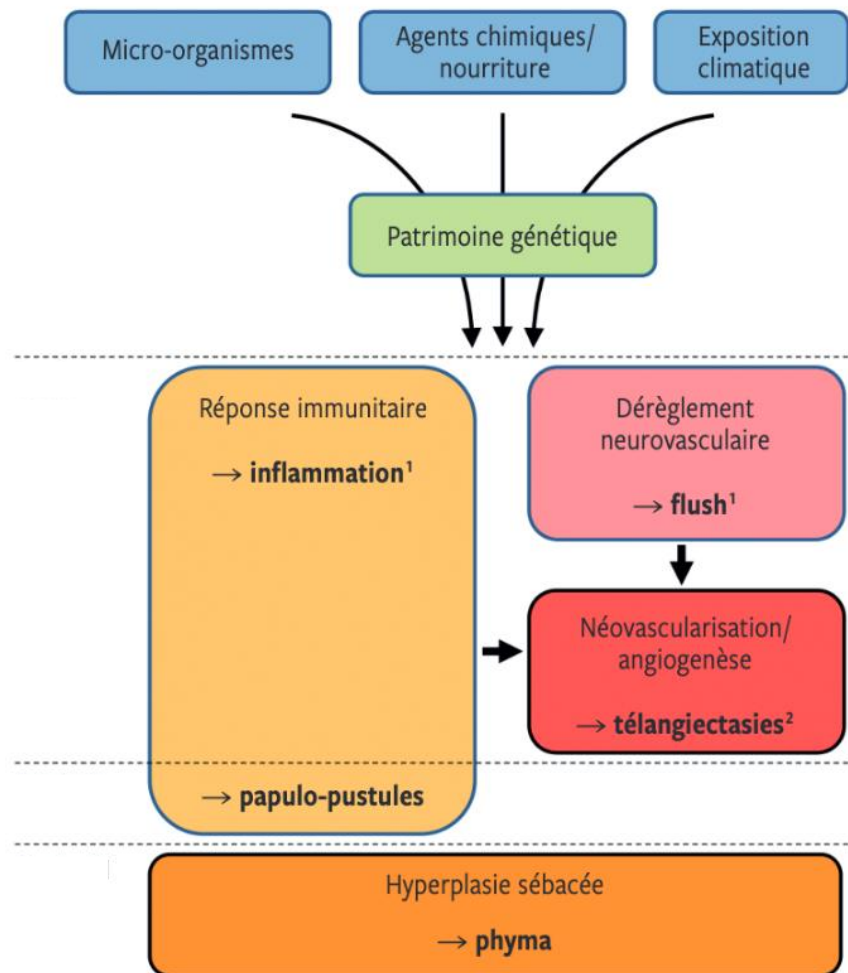 Micro-organismes
Agents chimiques/
nourriture
Exposition
climatique
Patrimoine génétique
Réponse immunitaire
→ inflammation¹
Dérèglement
neurovasculaire
→ flush¹
Néovascularisation/
angiogenèse
→ télangiectasies²
→ papulo-pustules
Hyperplasie sébacée
→ phyma